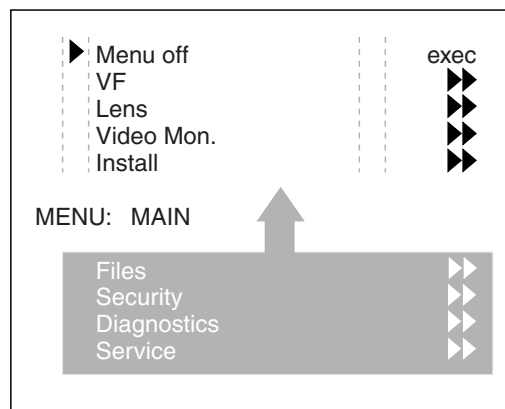 Menu off exec
VF
Lens
Video Mon.
Install
MENU: MAIN
Files
Security
Diagnostics
Service